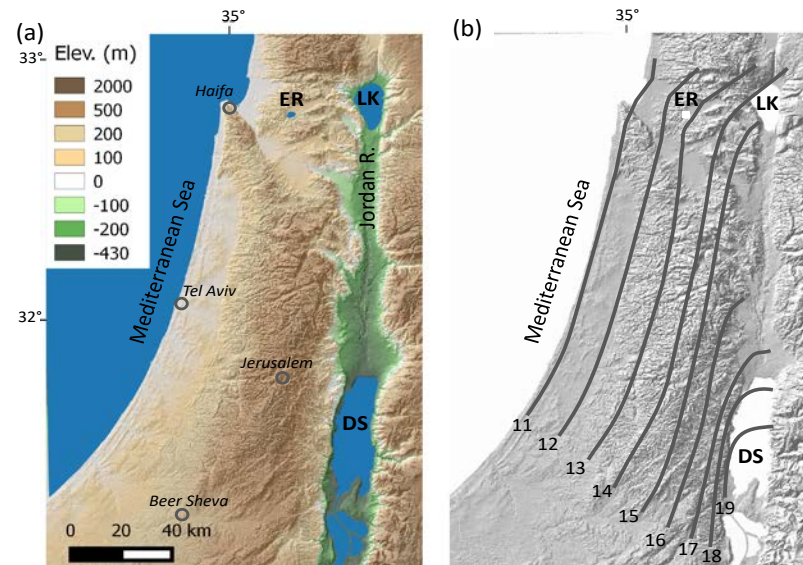 (a)
35°
33°
Elev. (m)
2000
500
200
100
0
-100
-200
-430
Haifa
ER
LK
Jordan R.
Mediterranean Sea
Tel Aviv
32°
Jerusalem
DS
Beer Sheva
0 20 40 km
(b)
35°
ER
LK
Mediterranean Sea
11
12
13
14
15
16
17
18
19
DS